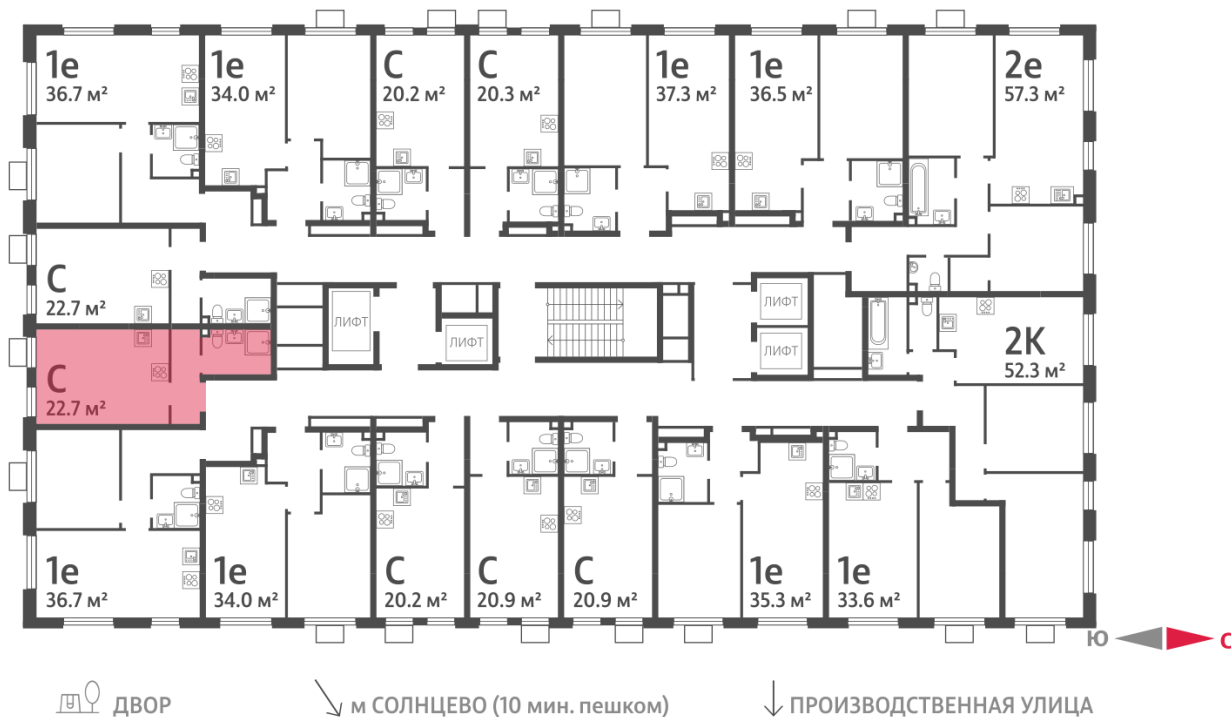 1е
36.7 м²
1е
34.0 м²
С
20.2 м²
С
20.3 м²
1е
37.3 м²
1е
36.5 м²
2е
57.3 м²
С
22.7 м²
ЛИФТ
ЛИФТ
ЛИФТ
ЛИФТ
2К
52.3 м²
С
22.7 м²
1е
36.7 м²
1е
34.0 м²
С
20.2 м²
С
20.9 м²
С
20.9 м²
1е
35.3 м²
1е
33.6 м²
Ю С
ДВОР
м СОЛНЦЕВО (10 мин. пешком)
ПРОИЗВОДСТВЕННАЯ УЛИЦА